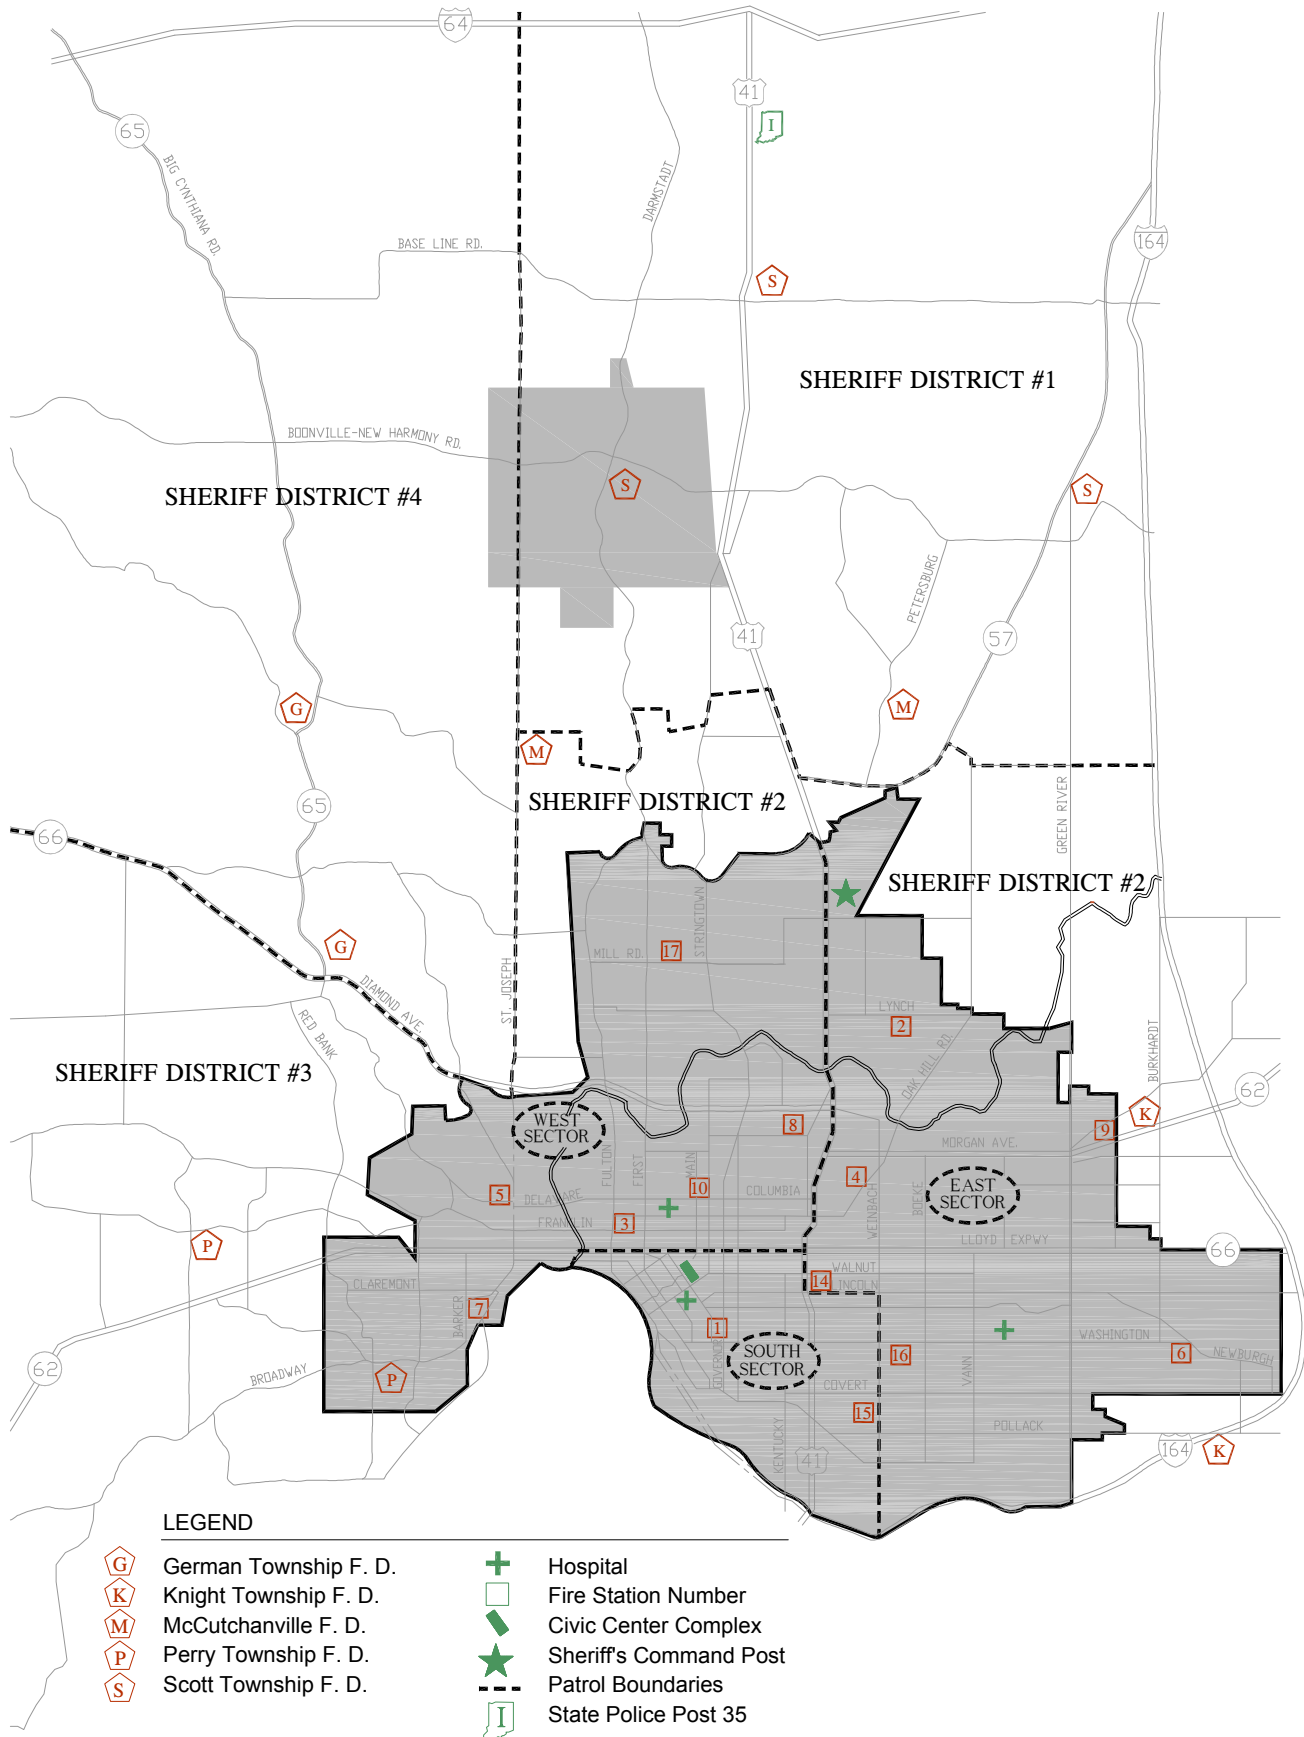 64
41
I
65
BIG CYNTHIANA RD.
DARMSTADT
BASE LINE RD.
164
S
SHERIFF DISTRICT #1
BOONVILLE-NEW HARMONY RD.
SHERIFF DISTRICT #4
S
S
PETERSBURG
41
57
G
M
M
65
SHERIFF DISTRICT #2
66
GREEN RIVER
SHERIFF DISTRICT #2
STRINGTOWN
G
MILL RD.
17
ST. JOSEPH
DIAMOND AVE.
RED BANK
LYNCH
2
OAK HILL RD.
BURKHARDT
SHERIFF DISTRICT #3
62
K
WEST
SECTOR
8
9
MORGAN AVE.
FULTON
FIRST
MAIN
4
5
DELAWARE
10
COLUMBIA
WEINBACH
BOEKE
EAST
SECTOR
FRANKLIN
3
P
LLOYD EXPWY
66
WALNUT
14
LINCOLN
CLAREMONT
7
BARKER
1
GOVERNOR
WASHINGTON
6
NEWBURGH
SOUTH
SECTOR
16
VANN
62
BROADWAY
P
COVERT
15
POLLACK
KENTUCKY
41
164
K
LEGEND
G German Township F. D.
K Knight Township F. D.
M McCutchanville F. D.
P Perry Township F. D.
S Scott Township F. D.
Hospital
Fire Station Number
Civic Center Complex
Sheriff's Command Post
Patrol Boundaries
I State Police Post 35